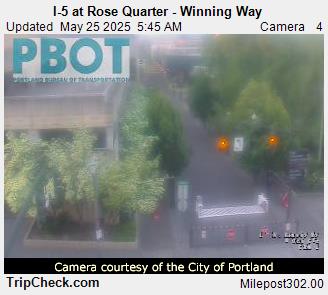 I-5 at Rose Quarter - Winning Way
Updated May 25 2025 5:45 AM Camera 4
PBOT
PORTLAND BUREAU OF TRANSPORTATION
Camera courtesy of the City of Portland
TripCheck.com Milepost302.00